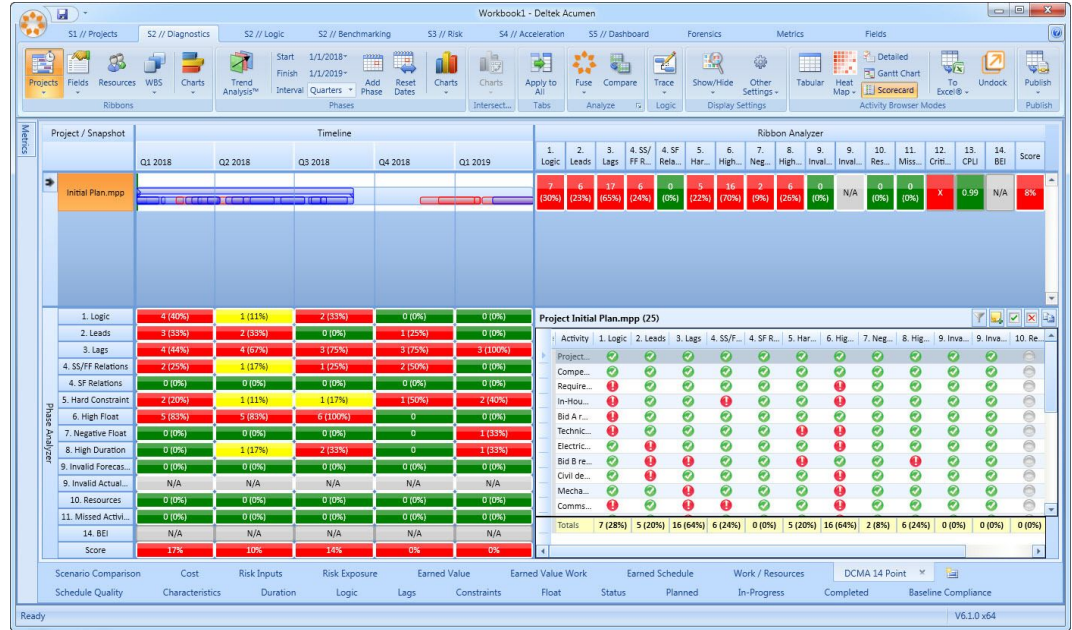 Workbook1 - Deltek Acumen
S1 // Projects S2 // Diagnostics S2 // Logic S2 // Benchmarking S3 // Risk S4 // Acceleration S5 // Dashboard Forensics Metrics Fields
Projects Fields Resources WBS Charts
Ribbons
Trend Analysis™
Start 1/1/2018
Finish 1/1/2019
Interval Quarters
Add Phase Reset Dates
Phases
Charts Charts
Intersect...
Apply to All
Tabs
Fuse Compare
Analyze
Trace
Logic
Show/Hide Other Settings
Display Settings
Tabular Heat Map
Detailed
Gantt Chart
Scorecard
To Excel® Undock
Activity Browser Modes
Publish
Publish
Metrics
Project / Snapshot Timeline Ribbon Analyzer
Q1 2018 Q2 2018 Q3 2018 Q4 2018 Q1 2019
1. Logic 2. Leads 3. Lags 4. SS/ FF R... 4. SF Rela... 5. Har... 6. High... 7. Neg... 8. High... 9. Inval... 9. Inval... 10. Res... 11. Miss... 12. Criti... 13. CPLI 14. BEI Score
Initial Plan.mpp 7 (30%) 6 (23%) 17 (65%) 6 (24%) 0 (0%) 5 (22%) 16 (70%) 2 (9%) 6 (26%) 0 (0%) N/A 0 (0%) 0 (0%) X 0.99 N/A 8%
Phase Analyzer
1. Logic 4 (40%) 1 (11%) 2 (33%) 0 (0%) 0 (0%)
2. Leads 3 (33%) 2 (33%) 0 (0%) 1 (25%) 0 (0%)
3. Lags 4 (44%) 4 (67%) 3 (75%) 3 (75%) 3 (100%)
4. SS/FF Relations 2 (25%) 1 (17%) 1 (25%) 2 (50%) 0 (0%)
4. SF Relations 0 (0%) 0 (0%) 0 (0%) 0 (0%) 0 (0%)
5. Hard Constraint 2 (20%) 1 (11%) 1 (17%) 1 (50%) 2 (40%)
6. High Float 5 (83%) 5 (83%) 6 (100%) 0 0 (0%)
7. Negative Float 0 (0%) 0 (0%) 0 (0%) 0 1 (33%)
8. High Duration 0 (0%) 1 (17%) 2 (33%) 0 1 (33%)
9. Invalid Forecas... 0 (0%) 0 (0%) 0 (0%) 0 (0%) 0 (0%)
9. Invalid Actual... N/A N/A N/A N/A N/A
10. Resources 0 (0%) 0 (0%) 0 (0%) 0 (0%) 0 (0%)
11. Missed Activi... 0 (0%) 0 (0%) 0 (0%) 0 (0%) 0 (0%)
14. BEI N/A N/A N/A N/A N/A
Score 17% 10% 14% 0% 0%
Project Initial Plan.mpp (25)
Activity 1. Logic 2. Leads 3. Lags 4. SS/F... 4. SF R... 5. Har... 6. Hig... 7. Neg... 8. Hig... 9. Inva... 9. Inva... 10. Re...
Project...
Compe...
Require...
In-Hou...
Bid A r...
Technic...
Electric...
Bid B re...
Civil de...
Mecha...
Comms...
Totals 7 (28%) 5 (20%) 16 (64%) 6 (24%) 0 (0%) 5 (20%) 16 (64%) 2 (8%) 6 (24%) 0 (0%) 0 (0%) 0 (0%)
Scenario Comparison Cost Risk Inputs Risk Exposure Earned Value Earned Value Work Earned Schedule Work / Resources DCMA 14 Point
Schedule Quality Characteristics Duration Logic Lags Constraints Float Status Planned In-Progress Completed Baseline Compliance
Ready V6.1.0 x64